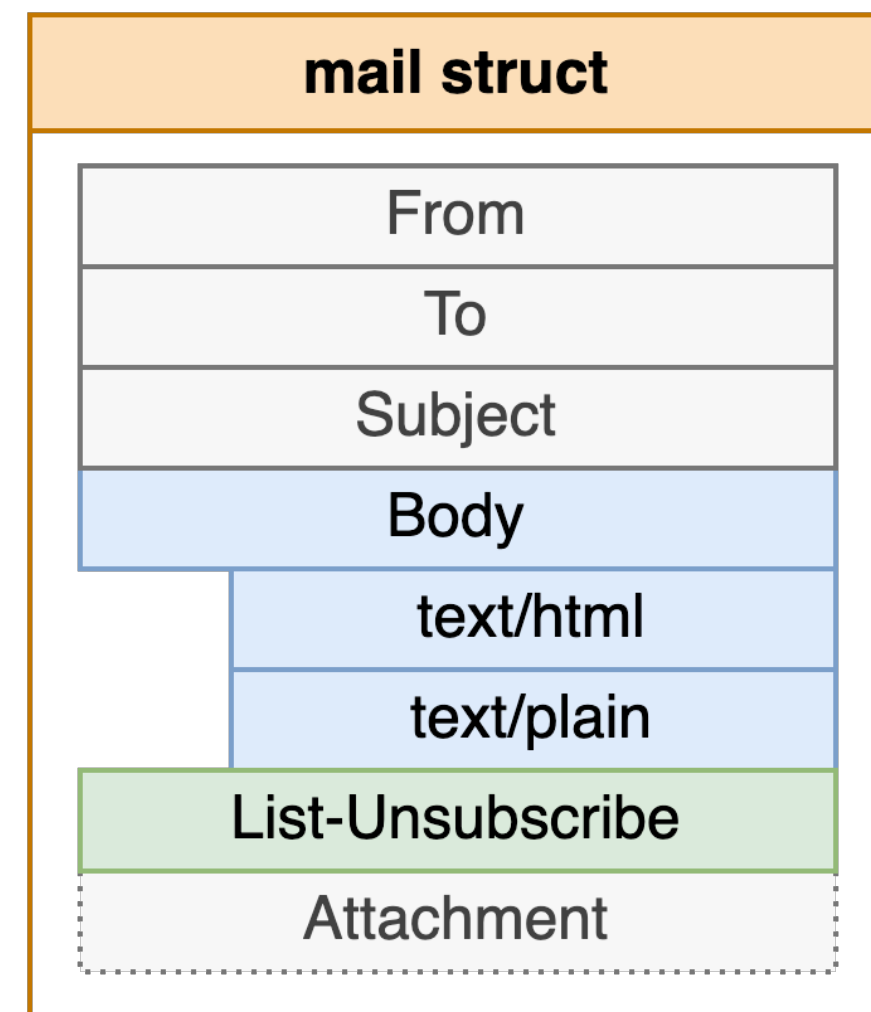 mail struct
From
To
Subject
Body
text/html
text/plain
List-Unsubscribe
Attachment